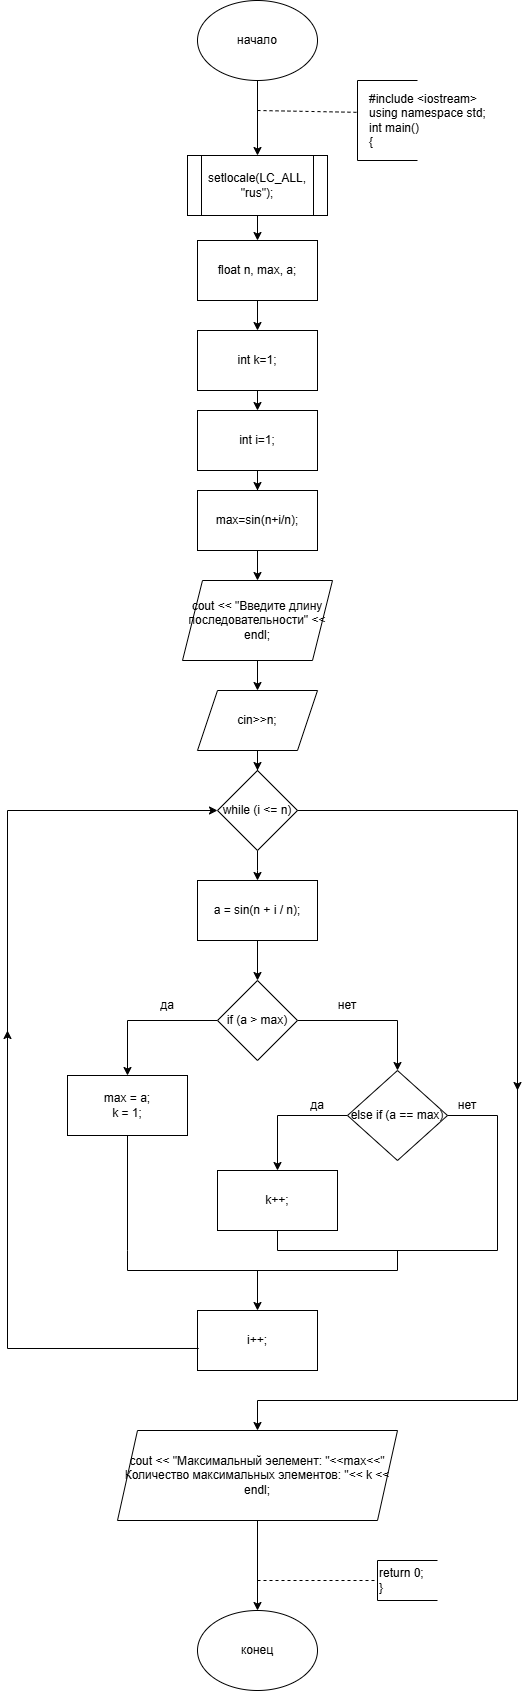 начало
#include <iostream>
using namespace std;
int main()
{
setlocale(LC_ALL,
"rus");
float n, max, a;
int k=1;
int i=1;
max=sin(n+i/n);
cout << "Введите длину
последовательности" <<
endl;
cin>>n;
while (i <= n)
a = sin(n + i / n);
да
if (a > max)
нет
max = a;
k = 1;
да
else if (a == max)
нет
k++;
i++;
cout << "Максимальный эелемент: "<<max<<"
Количество максимальных элементов: "<< k <<
endl;
return 0;
}
конец